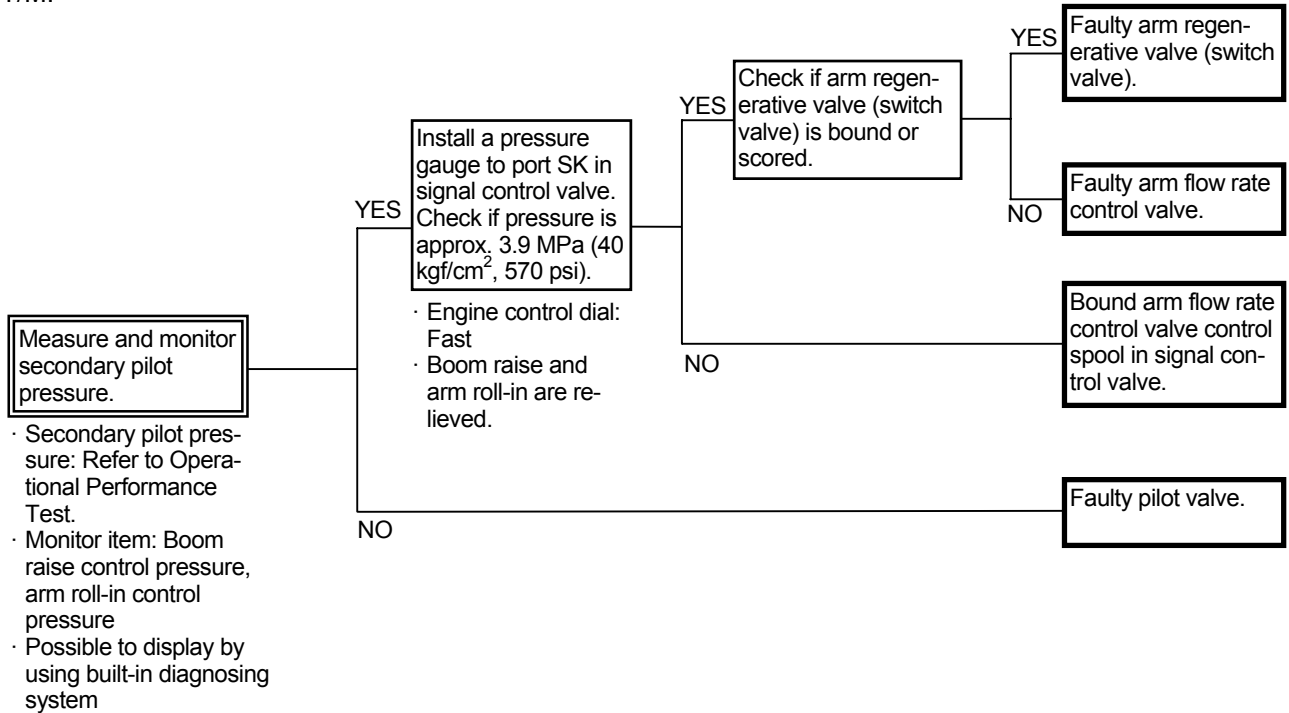 YES
Faulty arm regen-
erative valve (switch
valve).
YES
Check if arm regen-
erative valve (switch
valve) is bound or
scored.
NO
Faulty arm flow rate
control valve.
YES
Install a pressure
gauge to port SK in
signal control valve.
Check if pressure is
approx. 3.9 MPa (40
kgf/cm², 570 psi).
· Engine control dial:
Fast
· Boom raise and
arm roll-in are re-
lieved.
NO
Bound arm flow rate
control valve control
spool in signal con-
trol valve.
Measure and monitor
secondary pilot
pressure.
· Secondary pilot pres-
sure: Refer to Opera-
tional Performance
Test.
· Monitor item: Boom
raise control pressure,
arm roll-in control
pressure
· Possible to display by
using built-in diagnosing
system
NO
Faulty pilot valve.